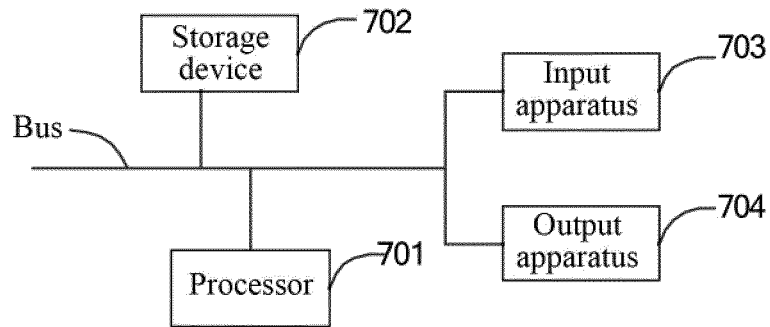 Storage
device
702
Input
apparatus
703
Bus
Output
apparatus
704
Processor
701